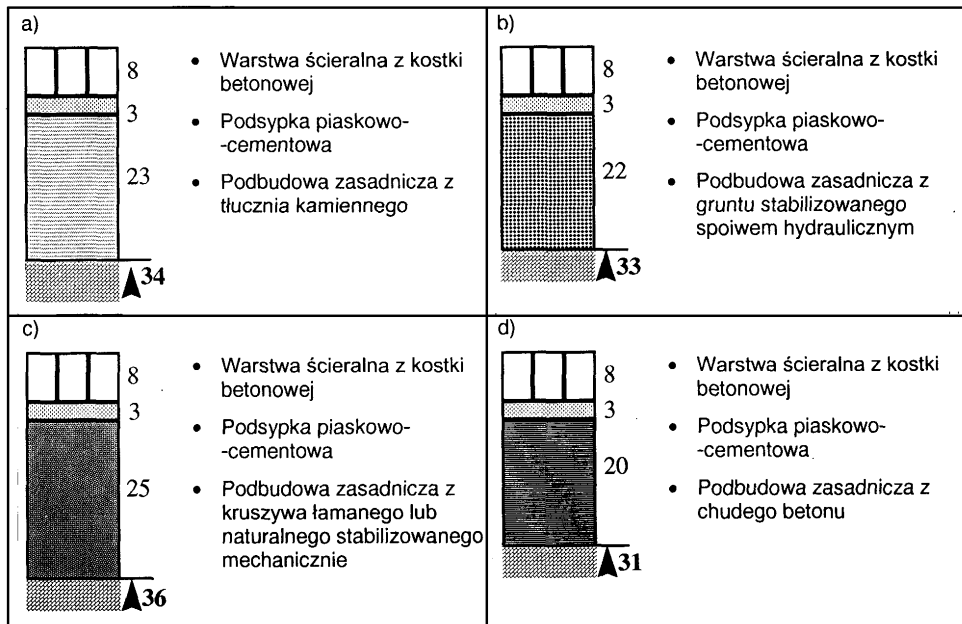 a)
8
3
23
34
• Warstwa ścieralna z kostki
betonowej
• Podsypka piaskowo-
-cementowa
• Podbudowa zasadnicza z
tłucznia kamiennego
b)
8
3
22
33
• Warstwa ścieralna z kostki
betonowej
• Podsypka piaskowo-
-cementowa
• Podbudowa zasadnicza z
gruntu stabilizowanego
spoiwem hydraulicznym
c)
8
3
25
36
• Warstwa ścieralna z kostki
betonowej
• Podsypka piaskowo-
-cementowa
• Podbudowa zasadnicza z
kruszywa łamanego lub
naturalnego stabilizowanego
mechanicznie
d)
8
3
20
31
• Warstwa ścieralna z kostki
betonowej
• Podsypka piaskowo-
-cementowa
• Podbudowa zasadnicza z
chudego betonu